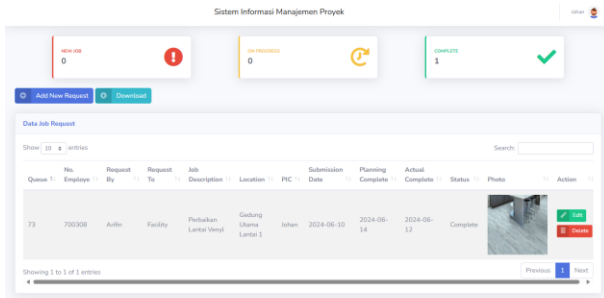 Sistem Informasi Manajemen Proyek
Johan
NEW JOB
0
ON PROGRESS
0
COMPLETE
1
Add New Request
Download
Data Job Request
Show 10 entries
Search:
Queue
No. Employe
Request By
Request To
Job Description
Location
PIC
Submission Date
Planning Complete
Actual Complete
Status
Photo
Action
73
700308
Arifin
Facility
Perbaikan Lantai Venyl
Gedung Utama Lantai 1
Johan
2024-06-10
2024-06-14
2024-06-12
Complete
Edit
Delete
Showing 1 to 1 of 1 entries
Previous 1 Next